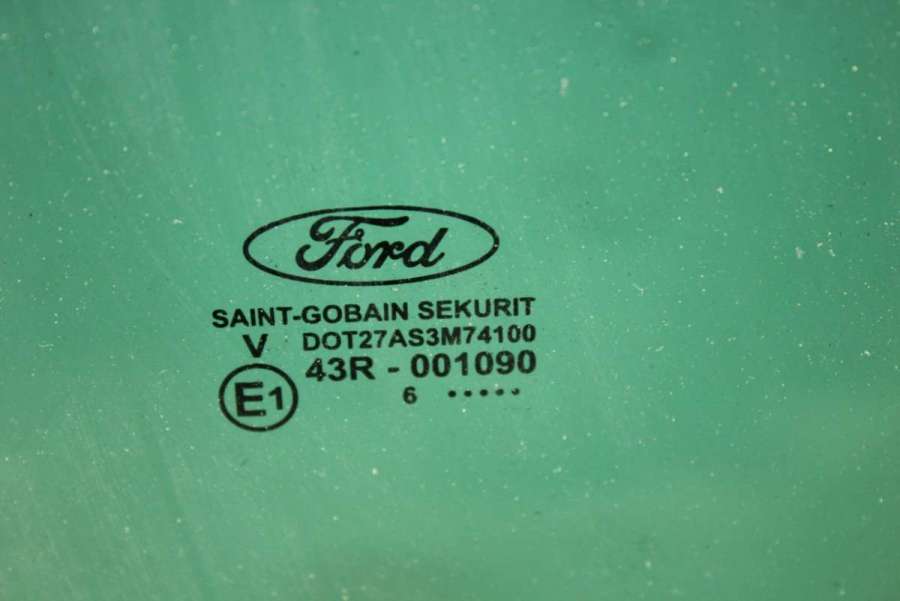 Ford
SAINT-GOBAIN SEKURIT
V DOT27AS3M74100
43R - 001090
E1
6 .....